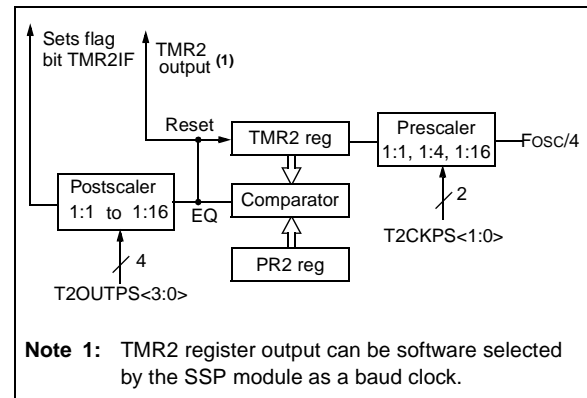 Sets flag
bit TMR2IF
TMR2
output (1)
Reset
TMR2 reg
Prescaler
1:1, 1:4, 1:16
FOSC/4
Postscaler
1:1 to 1:16
EQ
Comparator
2
T2CKPS<1:0>
4
PR2 reg
T2OUTPS<3:0>
Note 1: TMR2 register output can be software selected
by the SSP module as a baud clock.